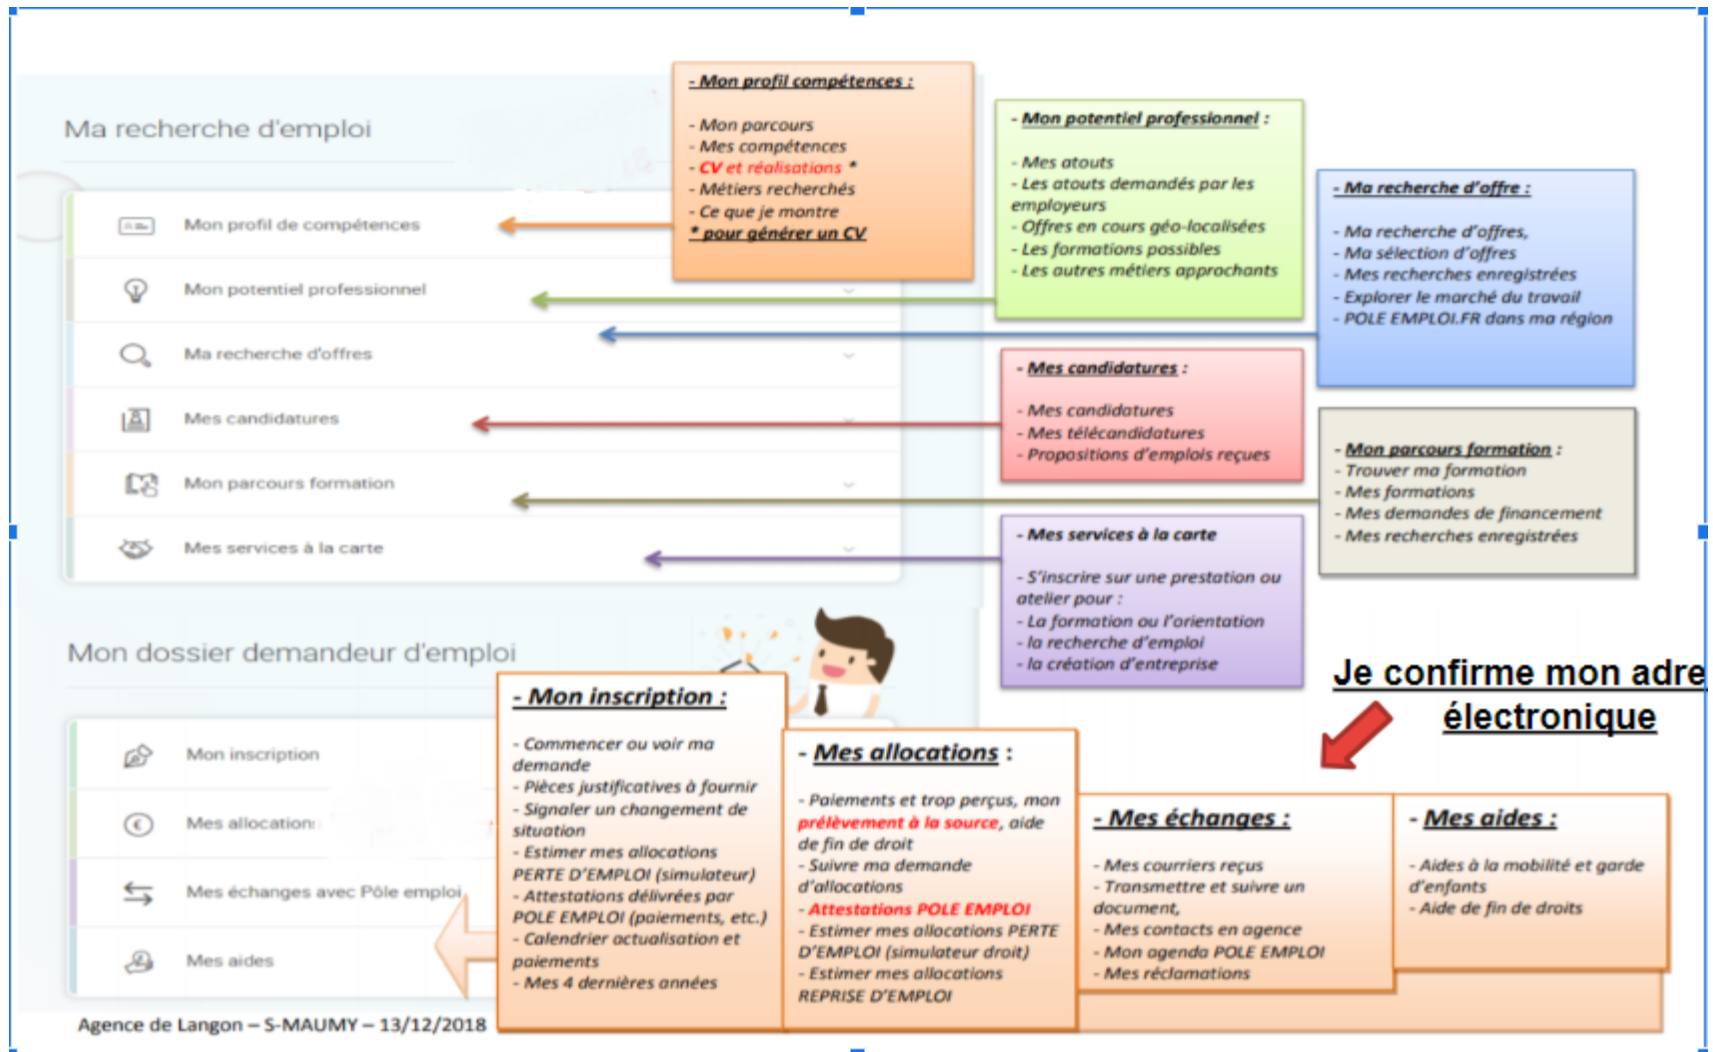 Ma recherche d'emploi
Mon profil de compétences
Mon potentiel professionnel
Ma recherche d'offres
Mes candidatures
Mon parcours formation
Mes services à la carte
- Mon profil compétences :
- Mon parcours
- Mes compétences
- CV et réalisations *
- Métiers recherchés
- Ce que je montre
* pour générer un CV
- Mon potentiel professionnel :
- Mes atouts
- Les atouts demandés par les
employeurs
- Offres en cours géo-localisées
- Les formations possibles
- Les autres métiers approchants
- Ma recherche d'offre :
- Ma recherche d'offres,
- Ma sélection d'offres
- Mes recherches enregistrées
- Explorer le marché du travail
- POLE EMPLOI.FR dans ma région
- Mes candidatures :
- Mes candidatures
- Mes télécandidatures
- Propositions d'emplois reçues
- Mon parcours formation :
- Trouver ma formation
- Mes formations
- Mes demandes de financement
- Mes recherches enregistrées
- Mes services à la carte
- S'inscrire sur une prestation ou
atelier pour :
- La formation ou l'orientation
- la recherche d'emploi
- la création d'entreprise
Mon dossier demandeur d'emploi
Mon inscription
Mes allocations
Mes échanges avec Pôle emploi
Mes aides
Je confirme mon adre
électronique
- Mon inscription :
- Commencer ou voir ma
demande
- Pièces justificatives à fournir
- Signaler un changement de
situation
- Estimer mes allocations
PERTE D'EMPLOI (simulateur)
- Attestations délivrées par
POLE EMPLOI (paiements, etc.)
- Calendrier actualisation et
paiements
- Mes 4 dernières années
- Mes allocations :
- Paiements et trop perçus, mon
prélèvement à la source, aide
de fin de droit
- Suivre ma demande
d'allocations
- Attestations POLE EMPLOI
- Estimer mes allocations PERTE
D'EMPLOI (simulateur droit)
- Estimer mes allocations
REPRISE D'EMPLOI
- Mes échanges :
- Mes courriers reçus
- Transmettre et suivre un
document,
- Mes contacts en agence
- Mon agenda POLE EMPLOI
- Mes réclamations
- Mes aides :
- Aides à la mobilité et garde
d'enfants
- Aide de fin de droits
Agence de Langon – S-MAUMY – 13/12/2018